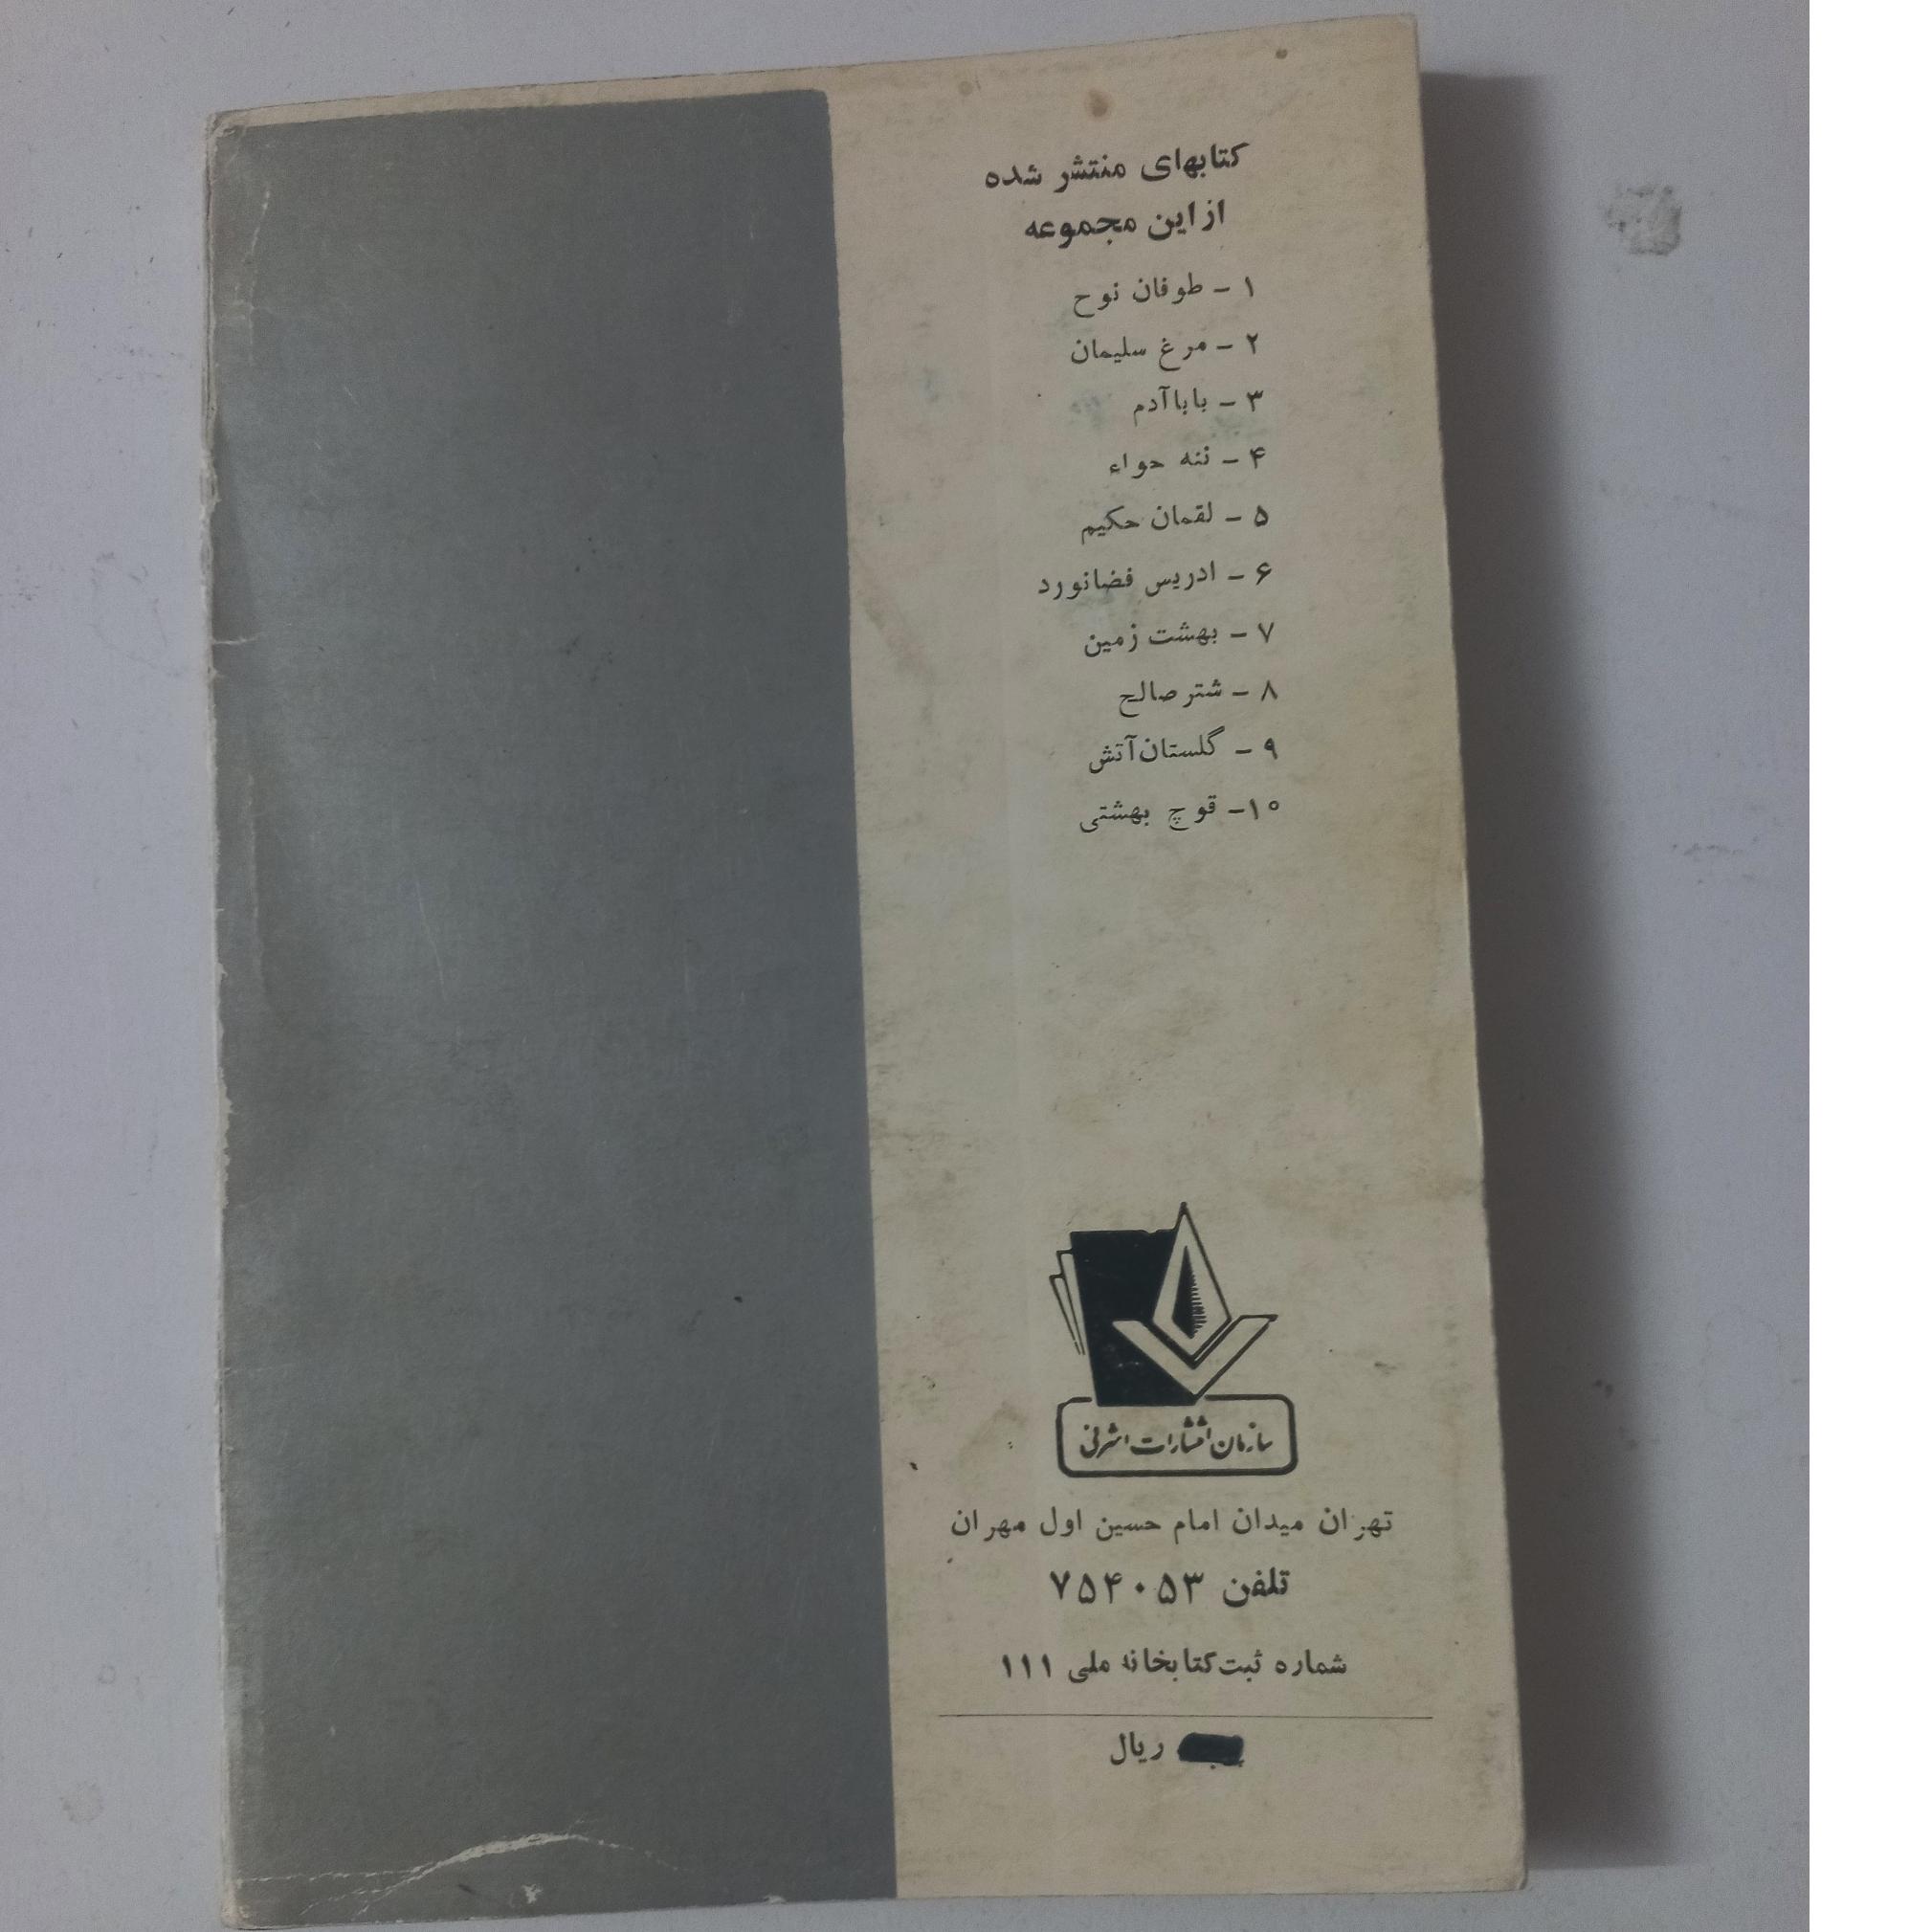 کتابهای منتشر شده
از این مجموعه
۱ - طوفان نوح
۲ - مرغ سلیمان
۳ - باباآدم
۴ - ننه حواء
۵ - لقمان حکیم
۶ - ادریس فضانورد
۷ - بهشت زمین
۸ - شتر صالح
۹ - گلستان آتش
۱۰- قوچ بهشتی
سازمان انتشارات اشرفی
تهران میدان امام حسین اول مهران
تلفن ۷۵۴۰۵۳
شماره ثبت کتابخانه ملی ۱۱۱
ریال